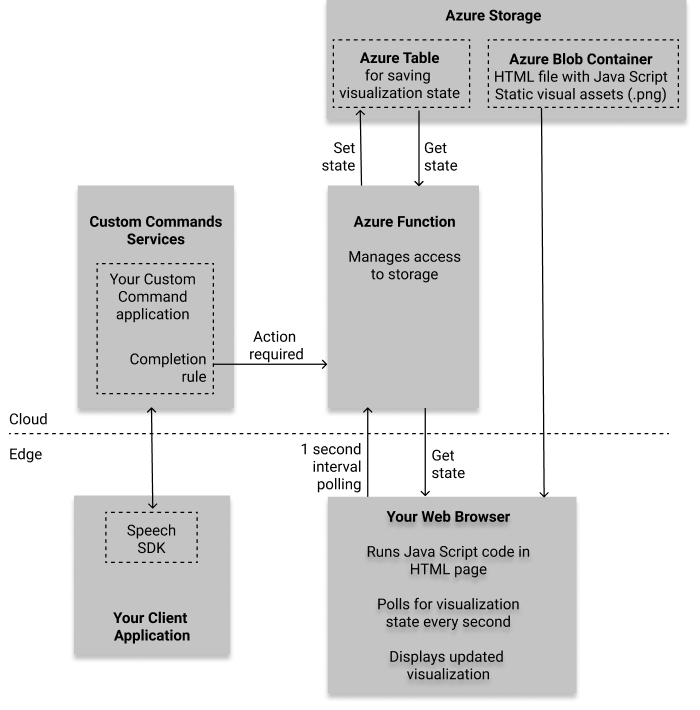 Azure Storage
Azure Table
for saving
visualization state
Azure Blob Container
HTML file with Java Script
Static visual assets (.png)
Set
state
Get
state
Custom Commands
Services
Your Custom
Command
application
Completion
rule
Action
required
Azure Function
Manages access
to storage
Cloud
Edge
1 second
interval
polling
Get
state
Speech
SDK
Your Client
Application
Your Web Browser
Runs Java Script code in
HTML page
Polls for visualization
state every second
Displays updated
visualization